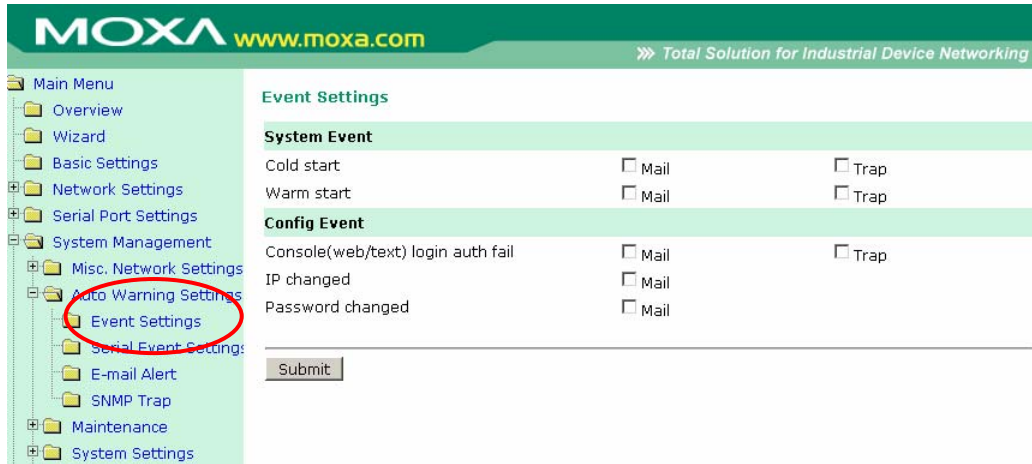 MOXA www.moxa.com
Total Solution for Industrial Device Networking
Main Menu
Overview
Wizard
Basic Settings
Network Settings
Serial Port Settings
System Management
Misc. Network Settings
Auto Warning Settings
Event Settings
Serial Event Settings
E-mail Alert
SNMP Trap
Maintenance
System Settings
Event Settings
System Event
Cold start Mail Trap
Warm start Mail Trap
Config Event
Console(web/text) login auth fail Mail Trap
IP changed Mail
Password changed Mail
Submit